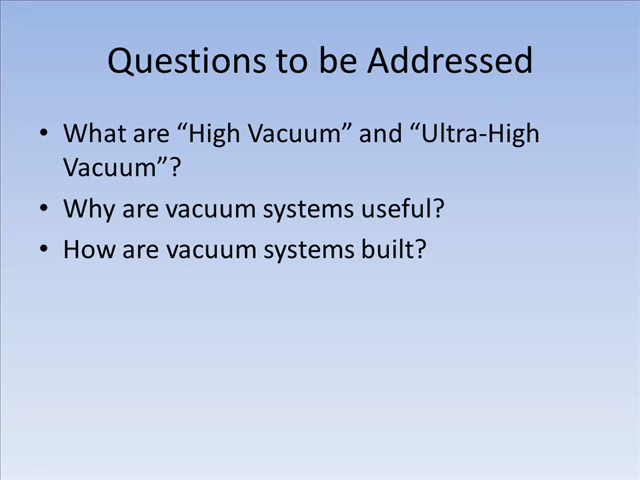 Questions to be Addressed
• What are “High Vacuum” and “Ultra-High
Vacuum”?
• Why are vacuum systems useful?
• How are vacuum systems built?